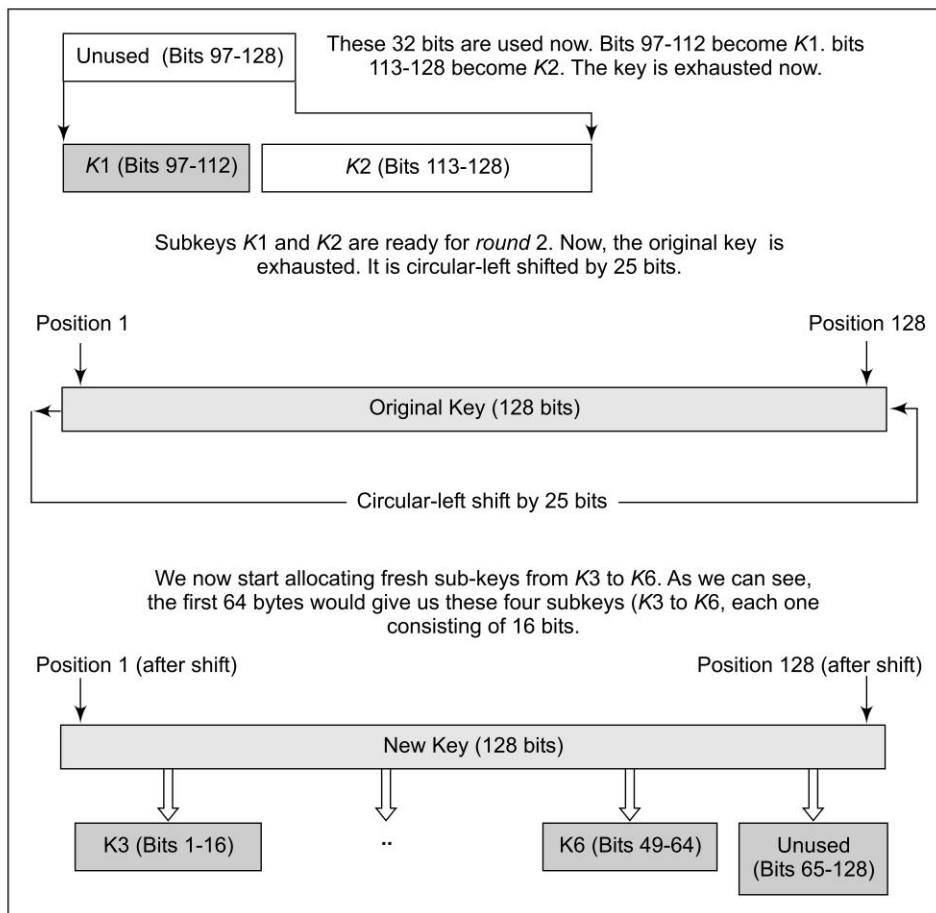 Unused (Bits 97-128)
These 32 bits are used now. Bits 97-112 become K1. bits
113-128 become K2. The key is exhausted now.
K1 (Bits 97-112)
K2 (Bits 113-128)
Subkeys K1 and K2 are ready for round 2. Now, the original key is
exhausted. It is circular-left shifted by 25 bits.
Position 1
Position 128
Original Key (128 bits)
Circular-left shift by 25 bits
We now start allocating fresh sub-keys from K3 to K6. As we can see,
the first 64 bytes would give us these four subkeys (K3 to K6, each one
consisting of 16 bits.
Position 1 (after shift)
Position 128 (after shift)
New Key (128 bits)
K3 (Bits 1-16)
..
K6 (Bits 49-64)
Unused
(Bits 65-128)